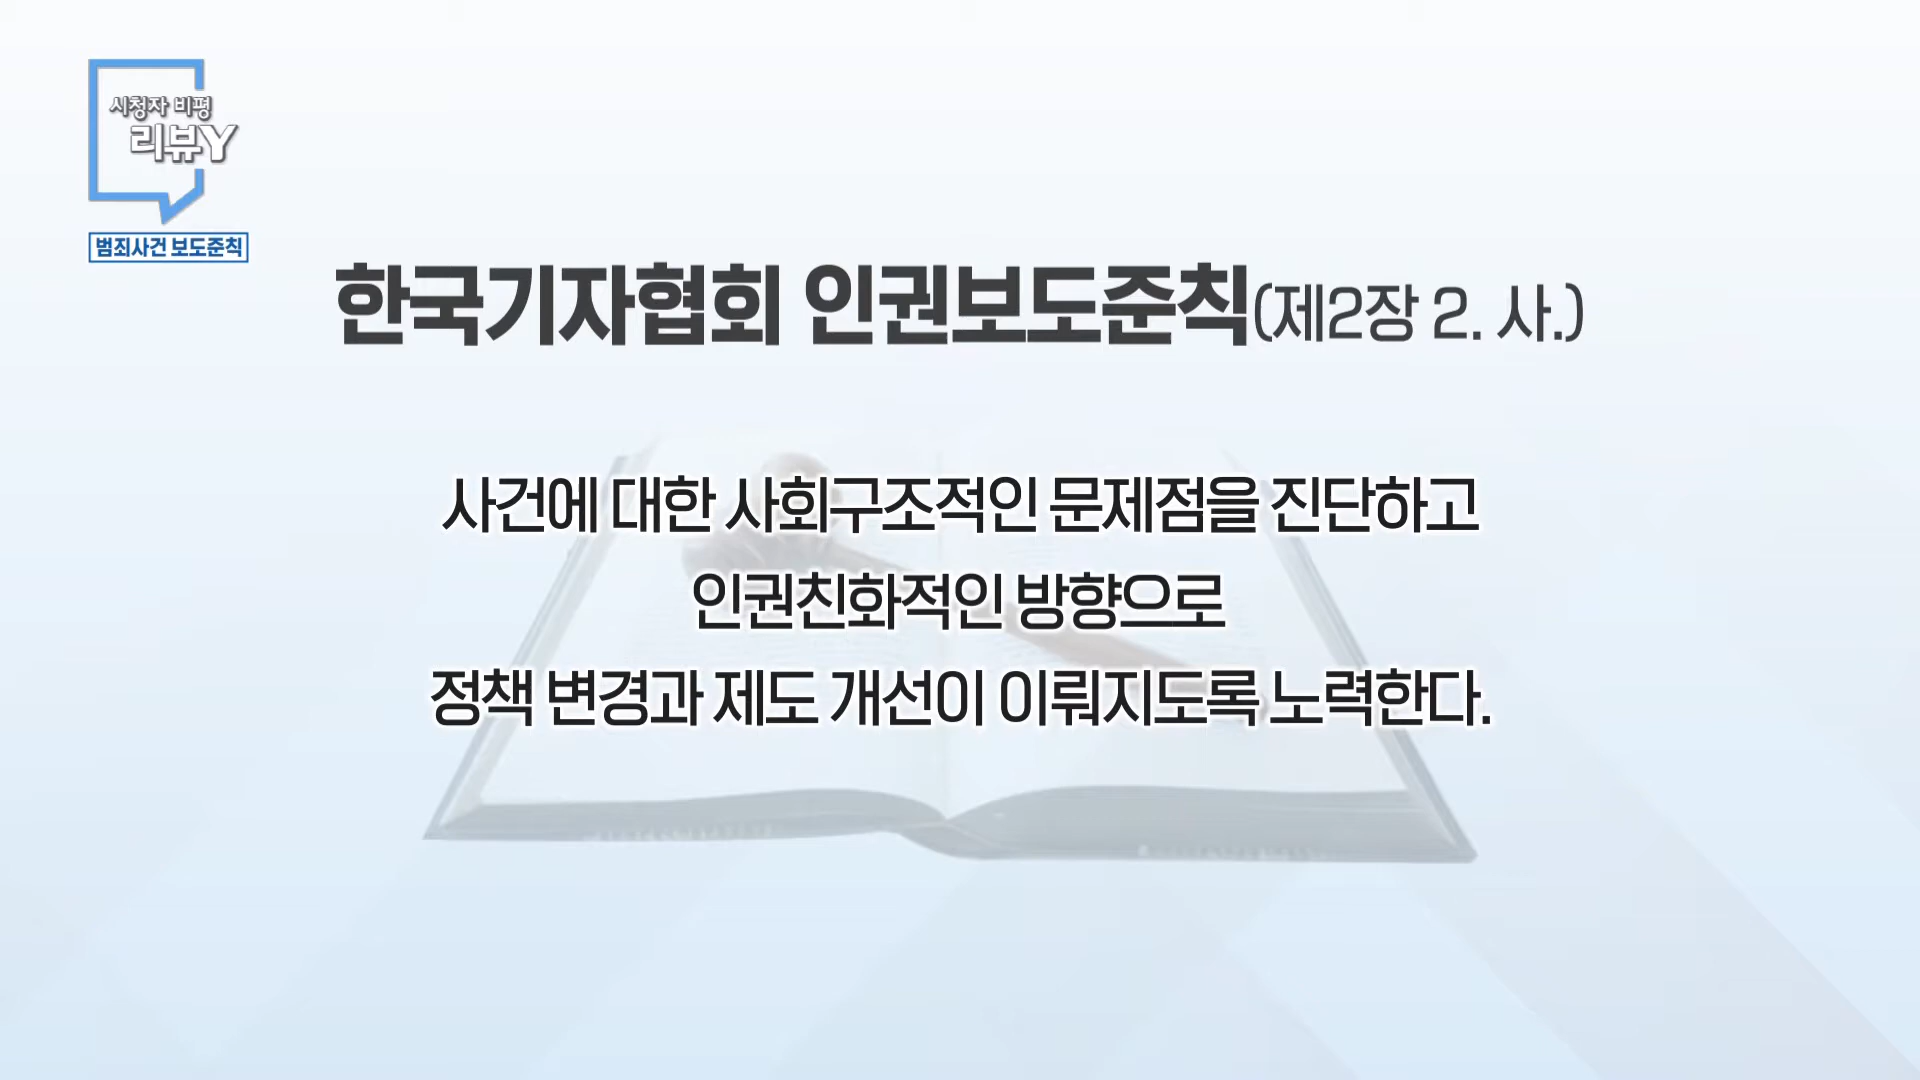 시청자 비평
리뷰Y
범죄사건 보도준칙
한국기자협회 인권보도준칙(제2장 2. 사.)
사건에 대한 사회구조적인 문제점을 진단하고
인권친화적인 방향으로
정책 변경과 제도 개선이 이뤄지도록 노력한다.